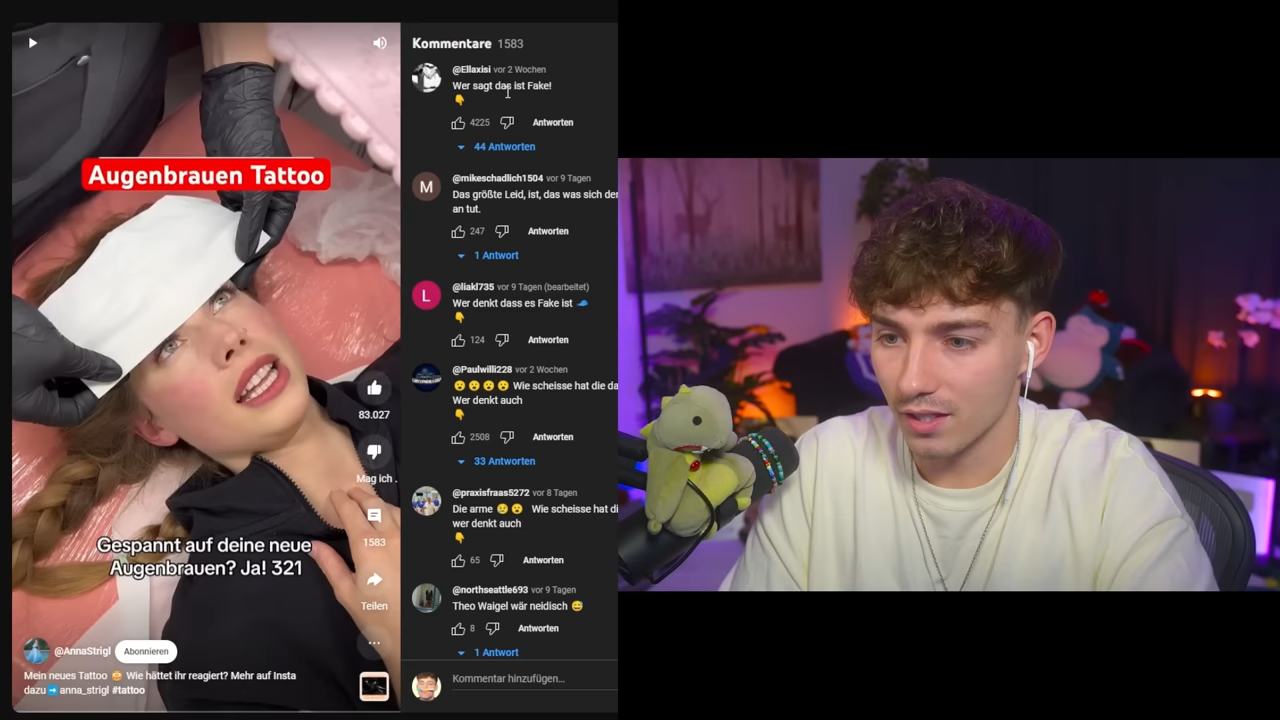 Augenbrauen Tattoo
Gespannt auf deine neue
Augenbrauen? Ja! 321
83.027
Mag ich .
1583
Teilen
@AnnaStrigl Abonnieren
Mein neues Tattoo 🤠 Wie hättet ihr reagiert? Mehr auf Insta
dazu ➡️ anna_strigl #tattoo
Kommentare 1583
@Ellaxisi vor 2 Wochen
Wer sagt das ist Fake!
👇
4225 Antworten
44 Antworten
M
@mikeschadlich1504 vor 9 Tagen
Das größte Leid, ist, das was sich der
an tut.
247 Antworten
1 Antwort
L
@liakl735 vor 9 Tagen (bearbeitet)
Wer denkt dass es Fake ist 🧢
👇
124 Antworten
@Paulwilli228 vor 2 Wochen
😮😮😮😮 Wie scheisse hat die da
Wer denkt auch
👇
2508 Antworten
33 Antworten
@praxisfraas5272 vor 8 Tagen
Die arme 😢😮 Wie scheisse hat di
wer denkt auch
👇
65 Antworten
@northseattle693 vor 9 Tagen
Theo Waigel wär neidisch 😅
8 Antworten
1 Antwort
Kommentar hinzufügen...